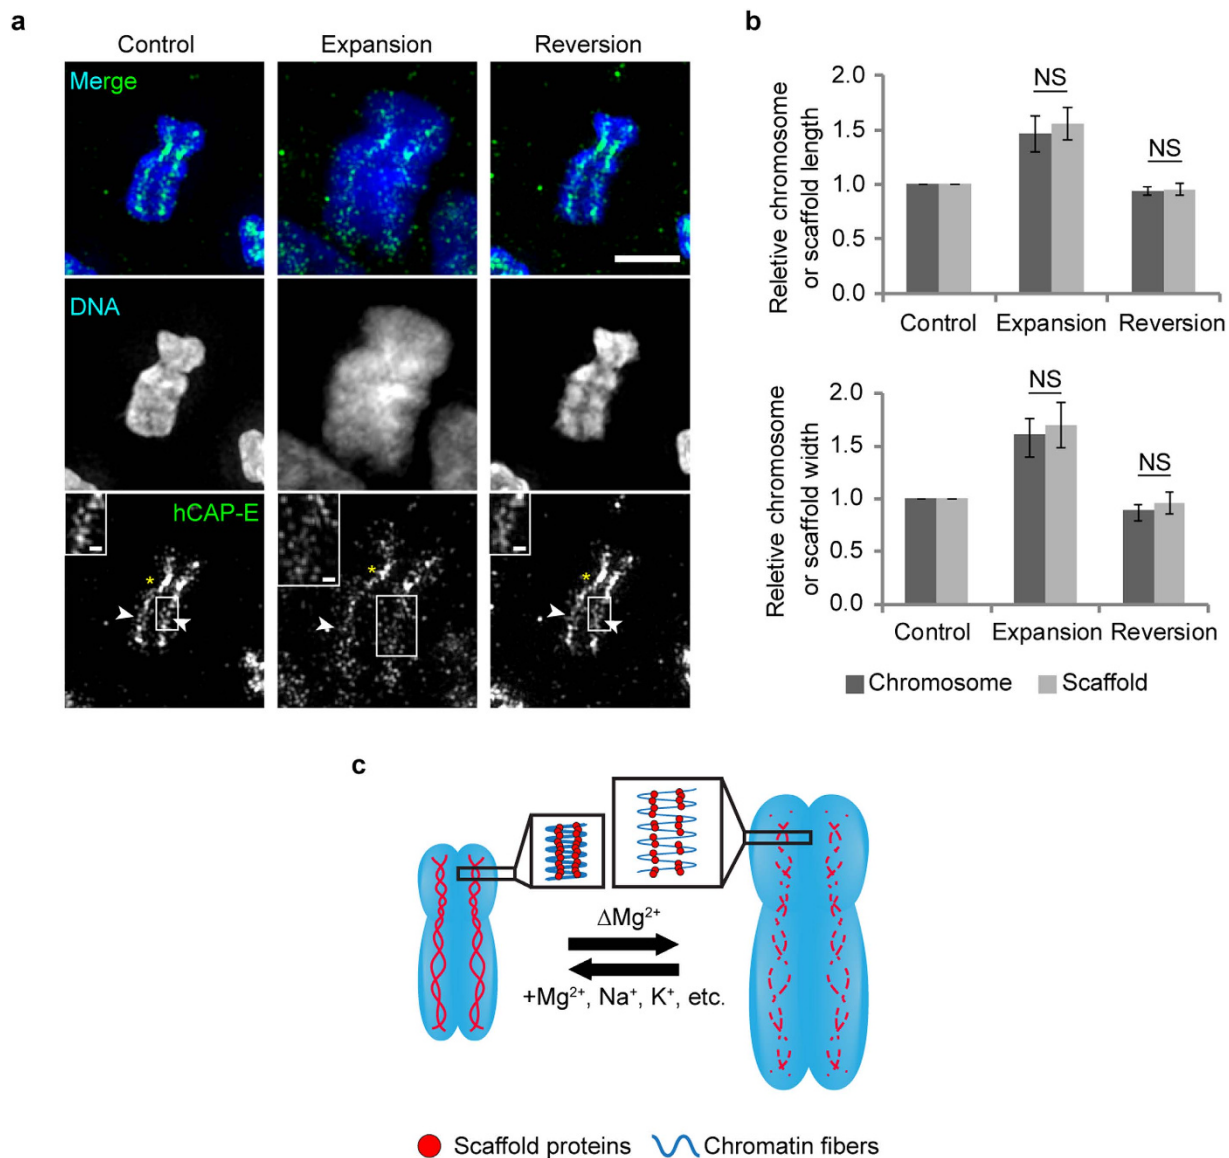 a
Control Expansion Reversion
Merge
DNA
hCAP-E
*
*
*
b
Reletive chromosome
or scaffold length
2.0
1.5
1.0
0.5
0.0
NS
NS
Control Expansion Reversion
Reletive chromosome
or scaffold width
2.0
1.5
1.0
0.5
0.0
NS
NS
Control Expansion Reversion
Chromosome Scaffold
c
ΔMg²⁺
+Mg²⁺, Na⁺, K⁺, etc.
Scaffold proteins Chromatin fibers